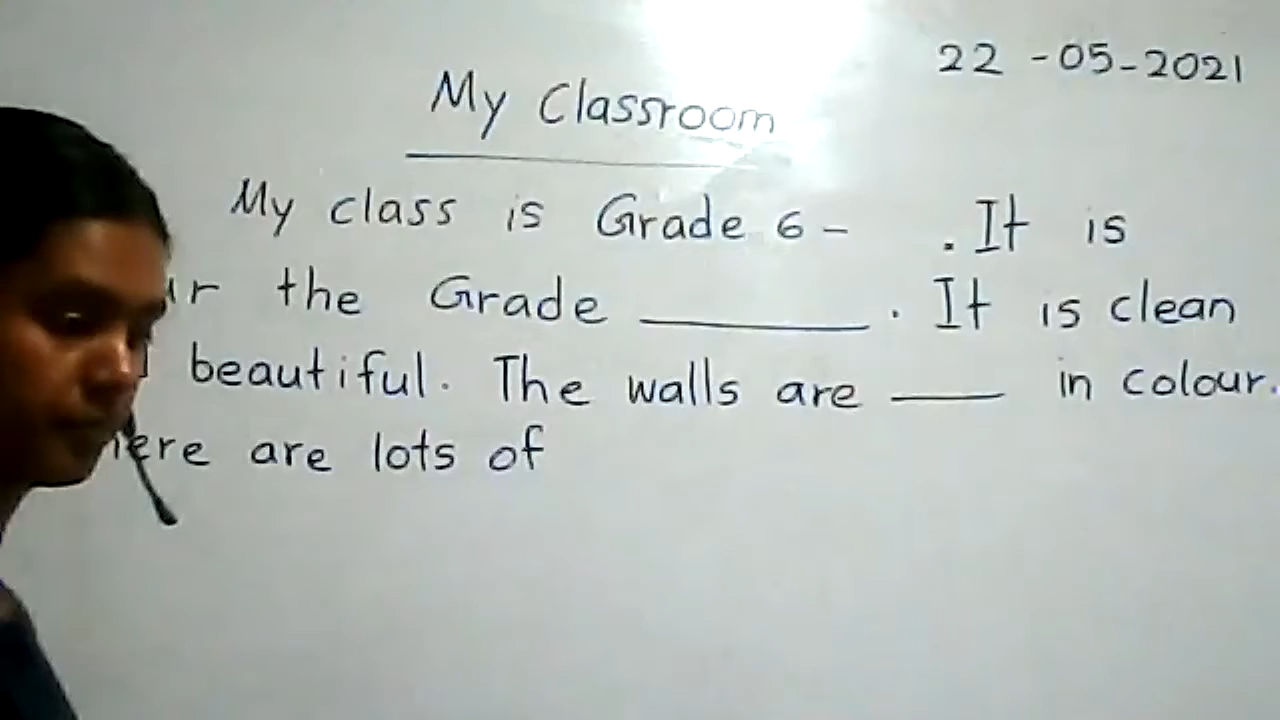 22 -05-2021
My Classroom
My class is Grade 6 - . It is
the Grade ______. It is clean
beautiful. The walls are ____ in colour.
are lots of